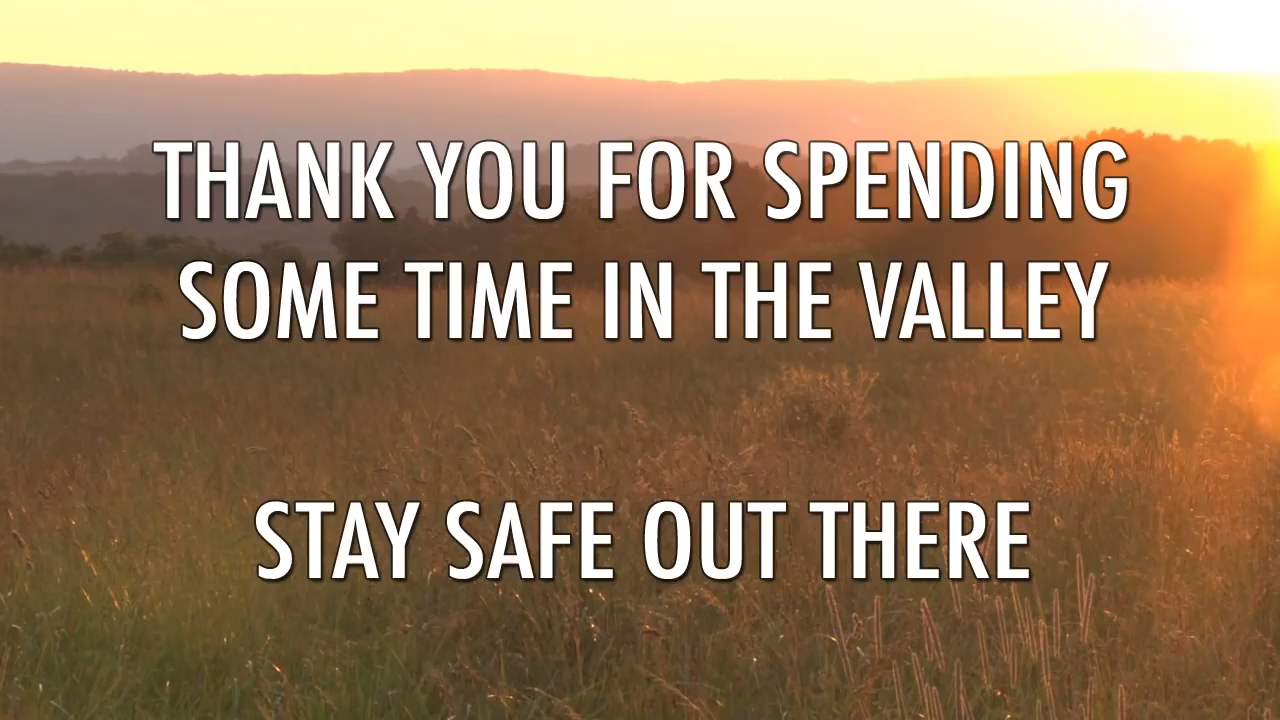 THANK YOU FOR SPENDING
SOME TIME IN THE VALLEY
STAY SAFE OUT THERE